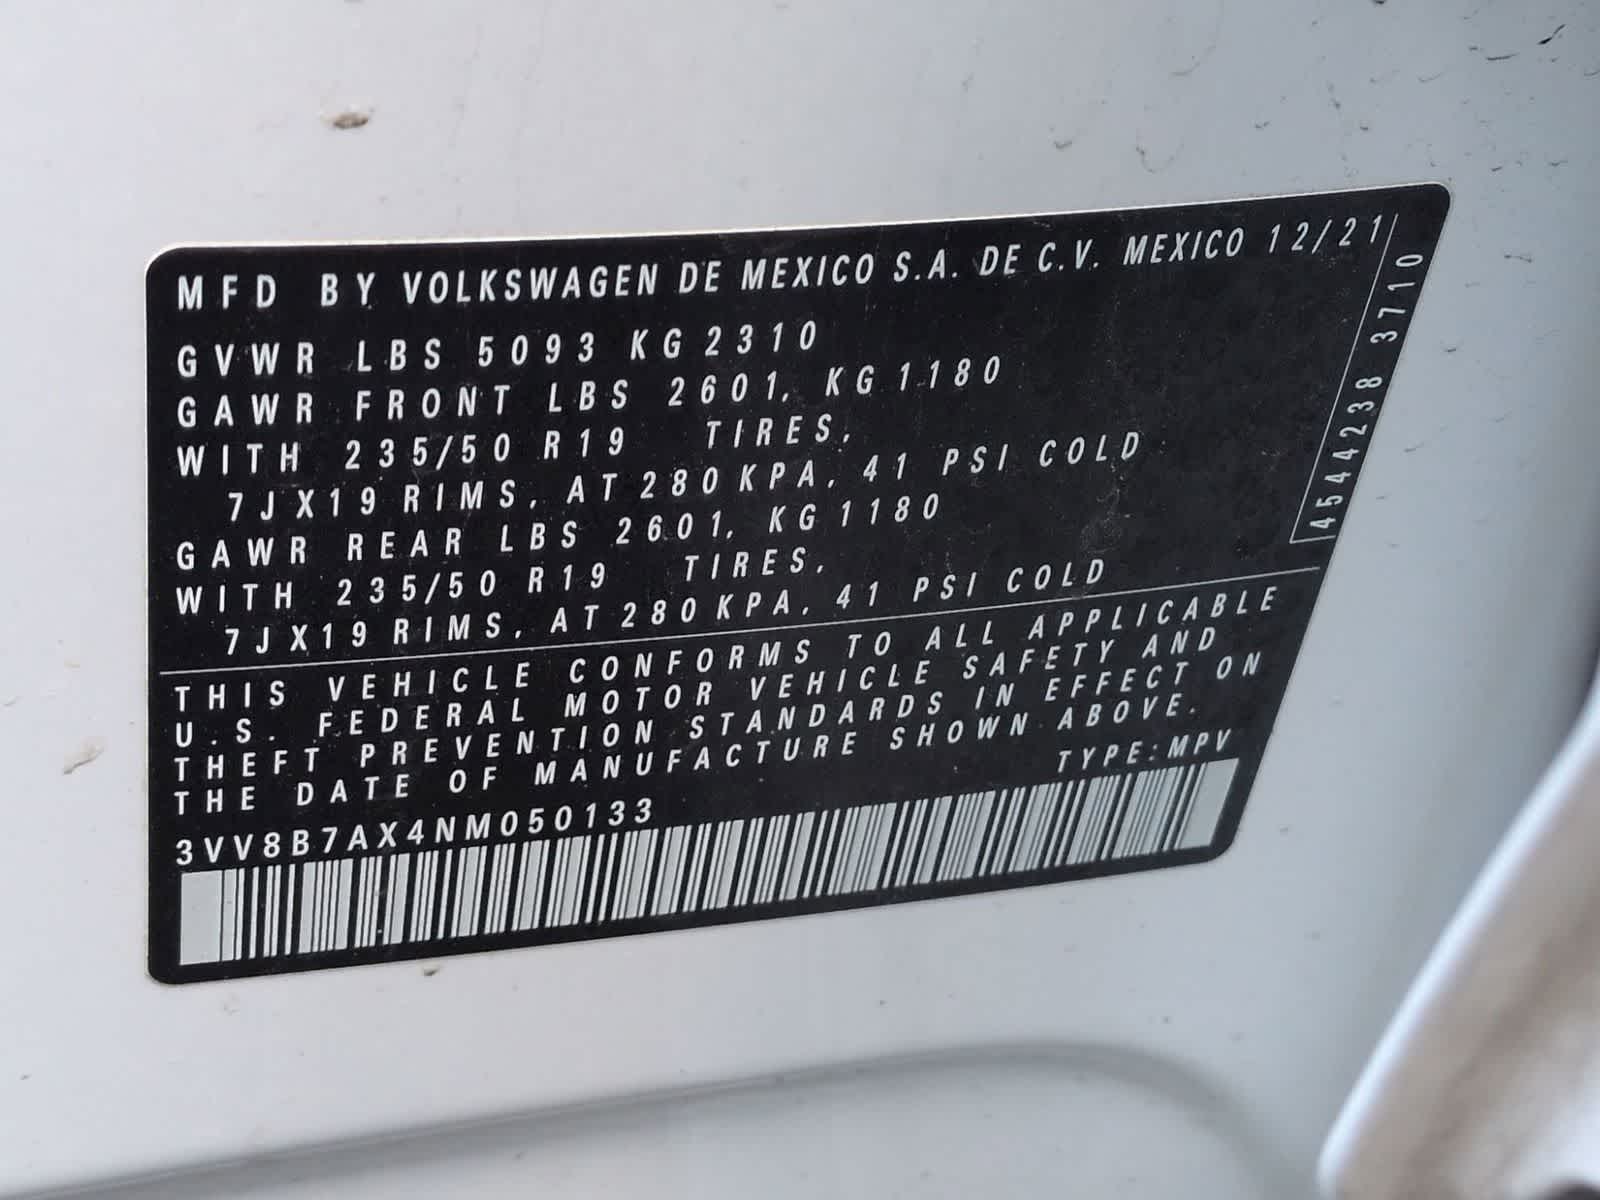 MFD BY VOLKSWAGEN DE MEXICO S.A. DE C.V. MEXICO 12/21
GVWR LBS 5093 KG 2310
GAWR FRONT LBS 2601, KG 1180
WITH 235/50 R19 TIRES,
7JX19 RIMS, AT 280 KPA, 41 PSI COLD
GAWR REAR LBS 2601, KG 1180
WITH 235/50 R19 TIRES,
7JX19 RIMS, AT 280 KPA, 41 PSI COLD
THIS VEHICLE CONFORMS TO ALL APPLICABLE
U.S. FEDERAL MOTOR VEHICLE SAFETY AND
THEFT PREVENTION STANDARDS IN EFFECT ON
THE DATE OF MANUFACTURE SHOWN ABOVE.
TYPE: MPV
3VV8B7AX4NM050133
4544238 3710